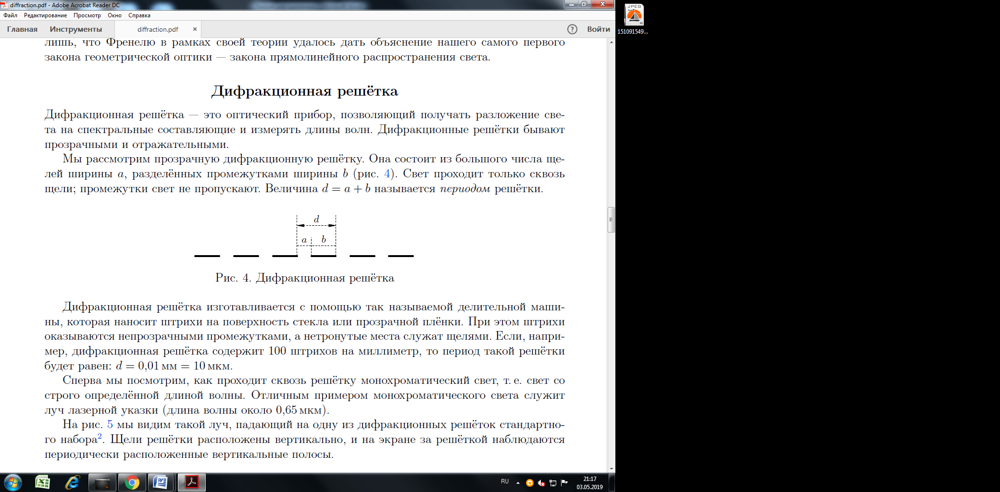 diffraction.pdf - Adobe Acrobat Reader DC
Файл Редактирование Просмотр Окно Справка
Главная Инструменты diffraction.pdf × ? Войти
JPEG
151091549...
лишь, что Френелю в рамках своей теории удалось дать объяснение нашего самого первого
закона геометрической оптики — закона прямолинейного распространения света.
Дифракционная решётка
Дифракционная решётка — это оптический прибор, позволяющий получать разложение све-
та на спектральные составляющие и измерять длины волн. Дифракционные решётки бывают
прозрачными и отражательными.
Мы рассмотрим прозрачную дифракционную решётку. Она состоит из большого числа ще-
лей ширины a, разделённых промежутками ширины b (рис. 4). Свет проходит только сквозь
щели; промежутки свет не пропускают. Величина d = a + b называется периодом решётки.
d
a b
Рис. 4. Дифракционная решётка
Дифракционная решётка изготавливается с помощью так называемой делительной маши-
ны, которая наносит штрихи на поверхность стекла или прозрачной плёнки. При этом штрихи
оказываются непрозрачными промежутками, а нетронутые места служат щелями. Если, напри-
мер, дифракционная решётка содержит 100 штрихов на миллиметр, то период такой решётки
будет равен: d = 0,01 мм = 10 мкм.
Сперва мы посмотрим, как проходит сквозь решётку монохроматический свет, т. е. свет со
строго определённой длиной волны. Отличным примером монохроматического света служит
луч лазерной указки (длина волны около 0,65 мкм).
На рис. 5 мы видим такой луч, падающий на одну из дифракционных решёток стандартно-
го набора². Щели решётки расположены вертикально, и на экране за решёткой наблюдаются
периодически расположенные вертикальные полосы.
RU
21:17
03.05.2019